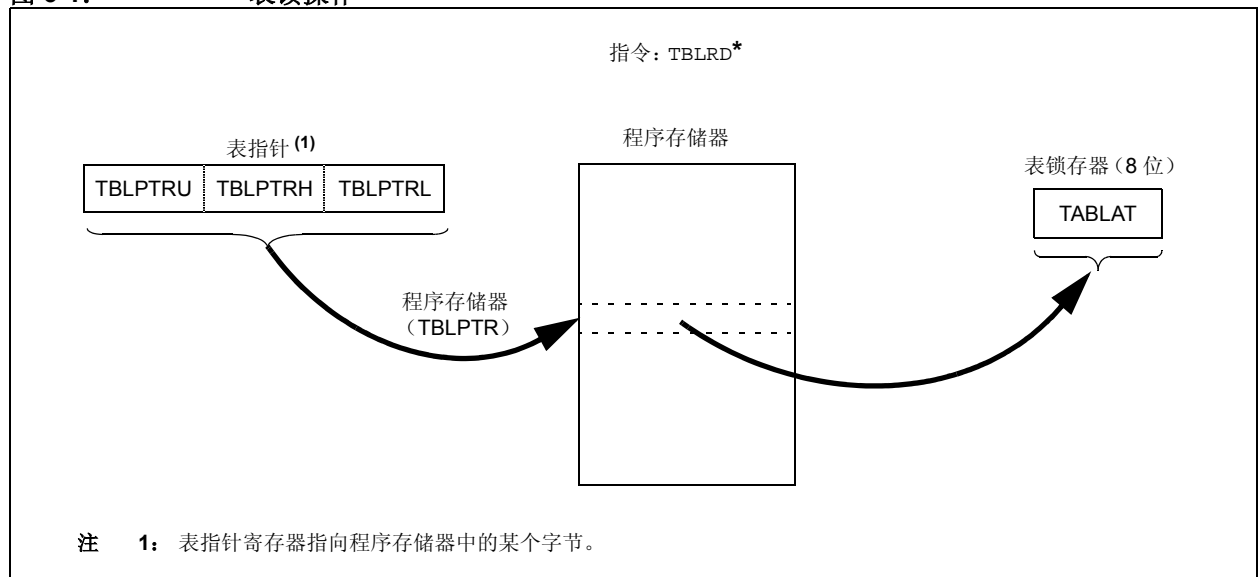 指令：TBLRD*
程序存储器
表指针 (1)
表锁存器（8 位）
TBLPTRU TBLPTRH TBLPTRL
TABLAT
程序存储器
（TBLPTR）
注 1： 表指针寄存器指向程序存储器中的某个字节。